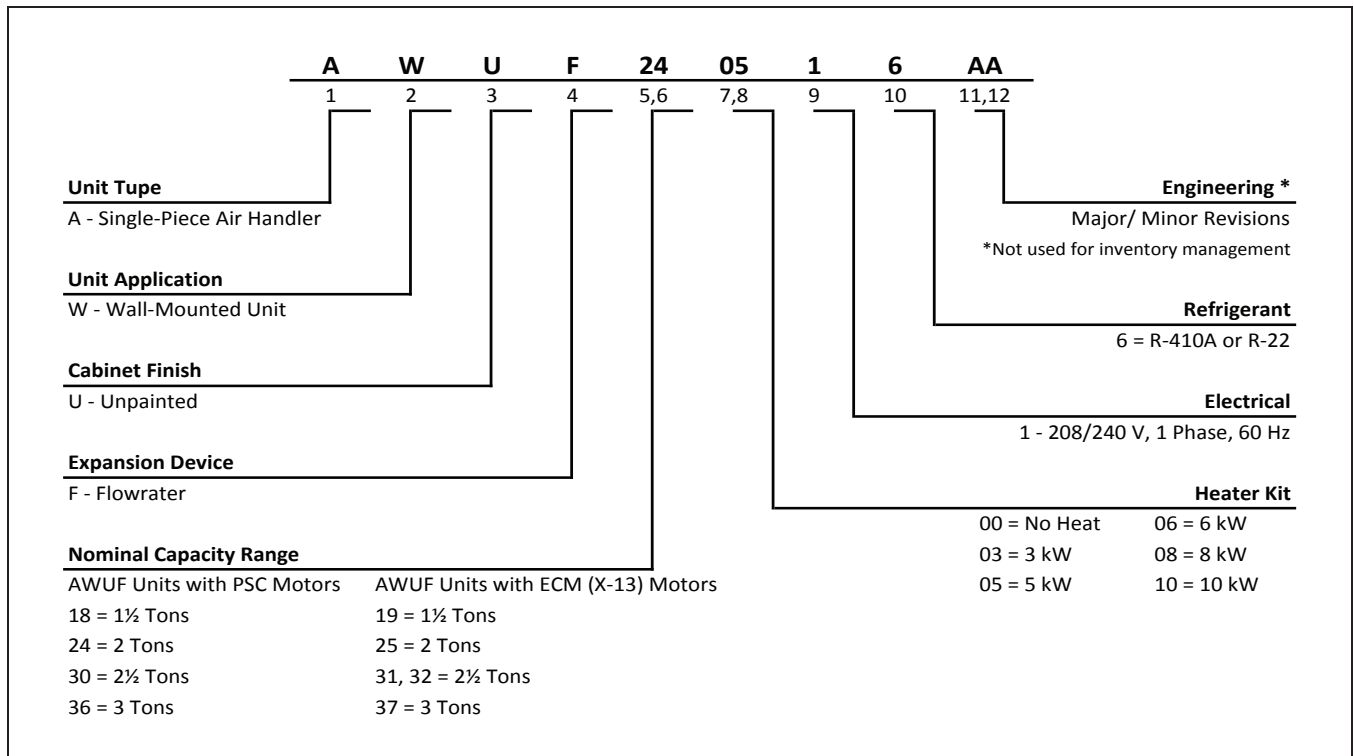 A W U F 24 05 1 6 AA
1 2 3 4 5,6 7,8 9 10 11,12
Unit Tupe
A - Single-Piece Air Handler
Unit Application
W - Wall-Mounted Unit
Cabinet Finish
U - Unpainted
Expansion Device
F - Flowrater
Nominal Capacity Range
AWUF Units with PSC Motors AWUF Units with ECM (X-13) Motors
18 = 1½ Tons 19 = 1½ Tons
24 = 2 Tons 25 = 2 Tons
30 = 2½ Tons 31, 32 = 2½ Tons
36 = 3 Tons 37 = 3 Tons
Engineering *
Major/ Minor Revisions
*Not used for inventory management
Refrigerant
6 = R-410A or R-22
Electrical
1 - 208/240 V, 1 Phase, 60 Hz
Heater Kit
00 = No Heat 06 = 6 kW
03 = 3 kW 08 = 8 kW
05 = 5 kW 10 = 10 kW